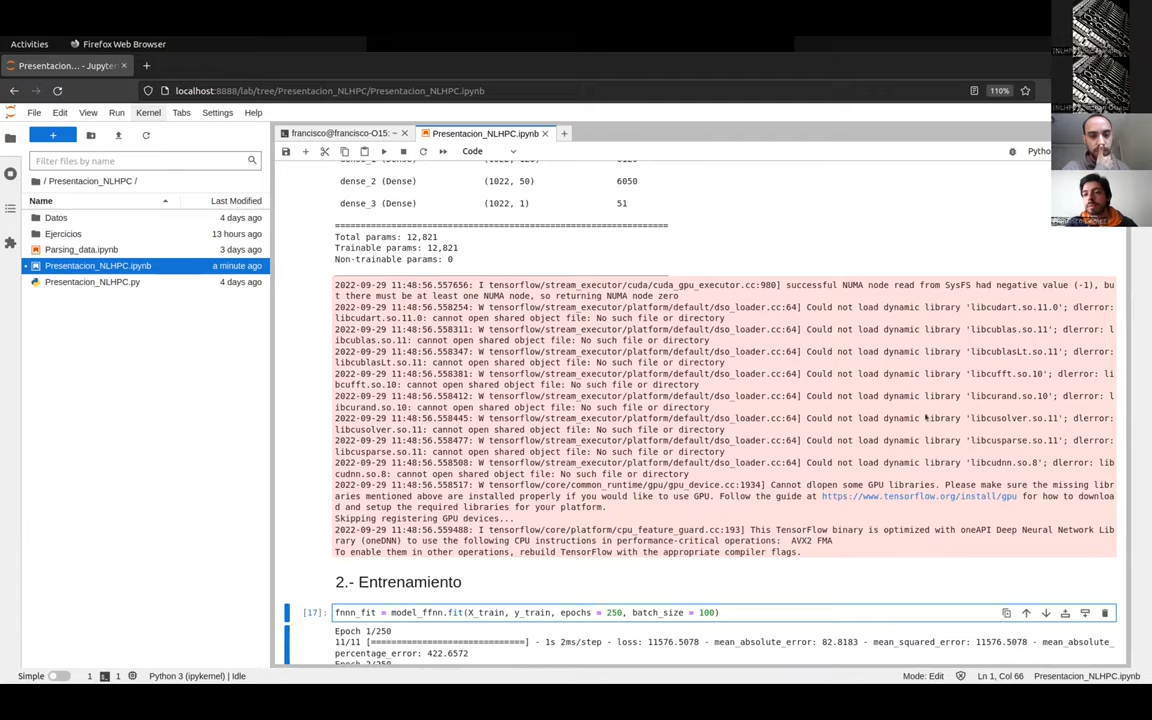 Activities
Firefox Web Browser
Presentacion... - Jupyter
localhost:8888/lab/tree/Presentacion_NLHPC/Presentacion_NLHPC.ipynb
110%
File Edit View Run Kernel Tabs Settings Help
francisco@francisco-O15: ~
Presentacion_NLHPC.ipynb
Filter files by name
Code
Python
/ Presentacion_NLHPC /
Name Last Modified
Datos 4 days ago
Ejercicios 13 hours ago
Parsing_data.ipynb 3 days ago
Presentacion_NLHPC.ipynb a minute ago
Presentacion_NLHPC.py 4 days ago
dense_2 (Dense) (1022, 50) 6050
dense_3 (Dense) (1022, 1) 51
=================================================================
Total params: 12,821
Trainable params: 12,821
Non-trainable params: 0
2022-09-29 11:48:56.557656: I tensorflow/stream_executor/cuda/cuda_gpu_executor.cc:980] successful NUMA node read from SysFS had negative value (-1), bu
t there must be at least one NUMA node, so returning NUMA node zero
2022-09-29 11:48:56.558254: W tensorflow/stream_executor/platform/default/dso_loader.cc:64] Could not load dynamic library 'libcudart.so.11.0'; dlerror:
libcudart.so.11.0: cannot open shared object file: No such file or directory
2022-09-29 11:48:56.558311: W tensorflow/stream_executor/platform/default/dso_loader.cc:64] Could not load dynamic library 'libcublas.so.11'; dlerror: l
ibcublas.so.11: cannot open shared object file: No such file or directory
2022-09-29 11:48:56.558347: W tensorflow/stream_executor/platform/default/dso_loader.cc:64] Could not load dynamic library 'libcublasLt.so.11'; dlerror:
libcublasLt.so.11: cannot open shared object file: No such file or directory
2022-09-29 11:48:56.558381: W tensorflow/stream_executor/platform/default/dso_loader.cc:64] Could not load dynamic library 'libcufft.so.10'; dlerror: li
bcufft.so.10: cannot open shared object file: No such file or directory
2022-09-29 11:48:56.558412: W tensorflow/stream_executor/platform/default/dso_loader.cc:64] Could not load dynamic library 'libcurand.so.10'; dlerror: l
ibcurand.so.10: cannot open shared object file: No such file or directory
2022-09-29 11:48:56.558445: W tensorflow/stream_executor/platform/default/dso_loader.cc:64] Could not load dynamic library 'libcusolver.so.11'; dlerror:
libcusolver.so.11: cannot open shared object file: No such file or directory
2022-09-29 11:48:56.558477: W tensorflow/stream_executor/platform/default/dso_loader.cc:64] Could not load dynamic library 'libcusparse.so.11'; dlerror:
libcusparse.so.11: cannot open shared object file: No such file or directory
2022-09-29 11:48:56.558508: W tensorflow/stream_executor/platform/default/dso_loader.cc:64] Could not load dynamic library 'libcudnn.so.8'; dlerror: lib
cudnn.so.8: cannot open shared object file: No such file or directory
2022-09-29 11:48:56.558517: W tensorflow/core/common_runtime/gpu/gpu_device.cc:1934] Cannot dlopen some GPU libraries. Please make sure the missing libr
aries mentioned above are installed properly if you would like to use GPU. Follow the guide at https://www.tensorflow.org/install/gpu for how to downloa
d and setup the required libraries for your platform.
Skipping registering GPU devices...
2022-09-29 11:48:56.559488: I tensorflow/core/platform/cpu_feature_guard.cc:193] This TensorFlow binary is optimized with oneAPI Deep Neural Network Lib
rary (oneDNN) to use the following CPU instructions in performance-critical operations:  AVX2 FMA
To enable them in other operations, rebuild TensorFlow with the appropriate compiler flags.
2.- Entrenamiento
[17]: fnnn_fit = model_ffnn.fit(X_train, y_train, epochs = 250, batch_size = 100)
Epoch 1/250
11/11 [==============================] - 1s 2ms/step - loss: 11576.5078 - mean_absolute_error: 82.8183 - mean_squared_error: 11576.5078 - mean_absolute_
percentage_error: 422.6572
Simple 1 1 Python 3 (ipykernel) | Idle Mode: Edit Ln 1, Col 66 Presentacion_NLHPC.ipynb